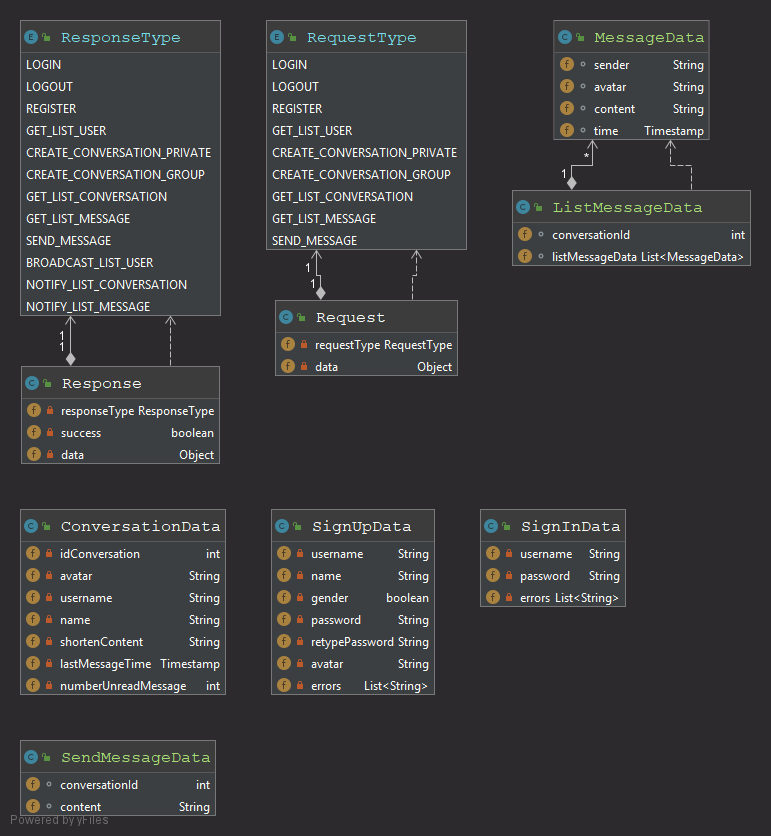 ResponseType
LOGIN
LOGOUT
REGISTER
GET_LIST_USER
CREATE_CONVERSATION_PRIVATE
CREATE_CONVERSATION_GROUP
GET_LIST_CONVERSATION
GET_LIST_MESSAGE
SEND_MESSAGE
BROADCAST_LIST_USER
NOTIFY_LIST_CONVERSATION
NOTIFY_LIST_MESSAGE
1
1
Response
responseType ResponseType
success boolean
data Object
RequestType
LOGIN
LOGOUT
REGISTER
GET_LIST_USER
CREATE_CONVERSATION_PRIVATE
CREATE_CONVERSATION_GROUP
GET_LIST_CONVERSATION
GET_LIST_MESSAGE
SEND_MESSAGE
1
1
Request
requestType RequestType
data Object
MessageData
sender String
avatar String
content String
time Timestamp
*
1
ListMessageData
conversationId int
listMessageData List<MessageData>
ConversationData
idConversation int
avatar String
username String
name String
shortenContent String
lastMessageTime Timestamp
numberUnreadMessage int
SignUpData
username String
name String
gender boolean
password String
retypePassword String
avatar String
errors List<String>
SignInData
username String
password String
errors List<String>
SendMessageData
conversationId int
content String
Powered by yFiles